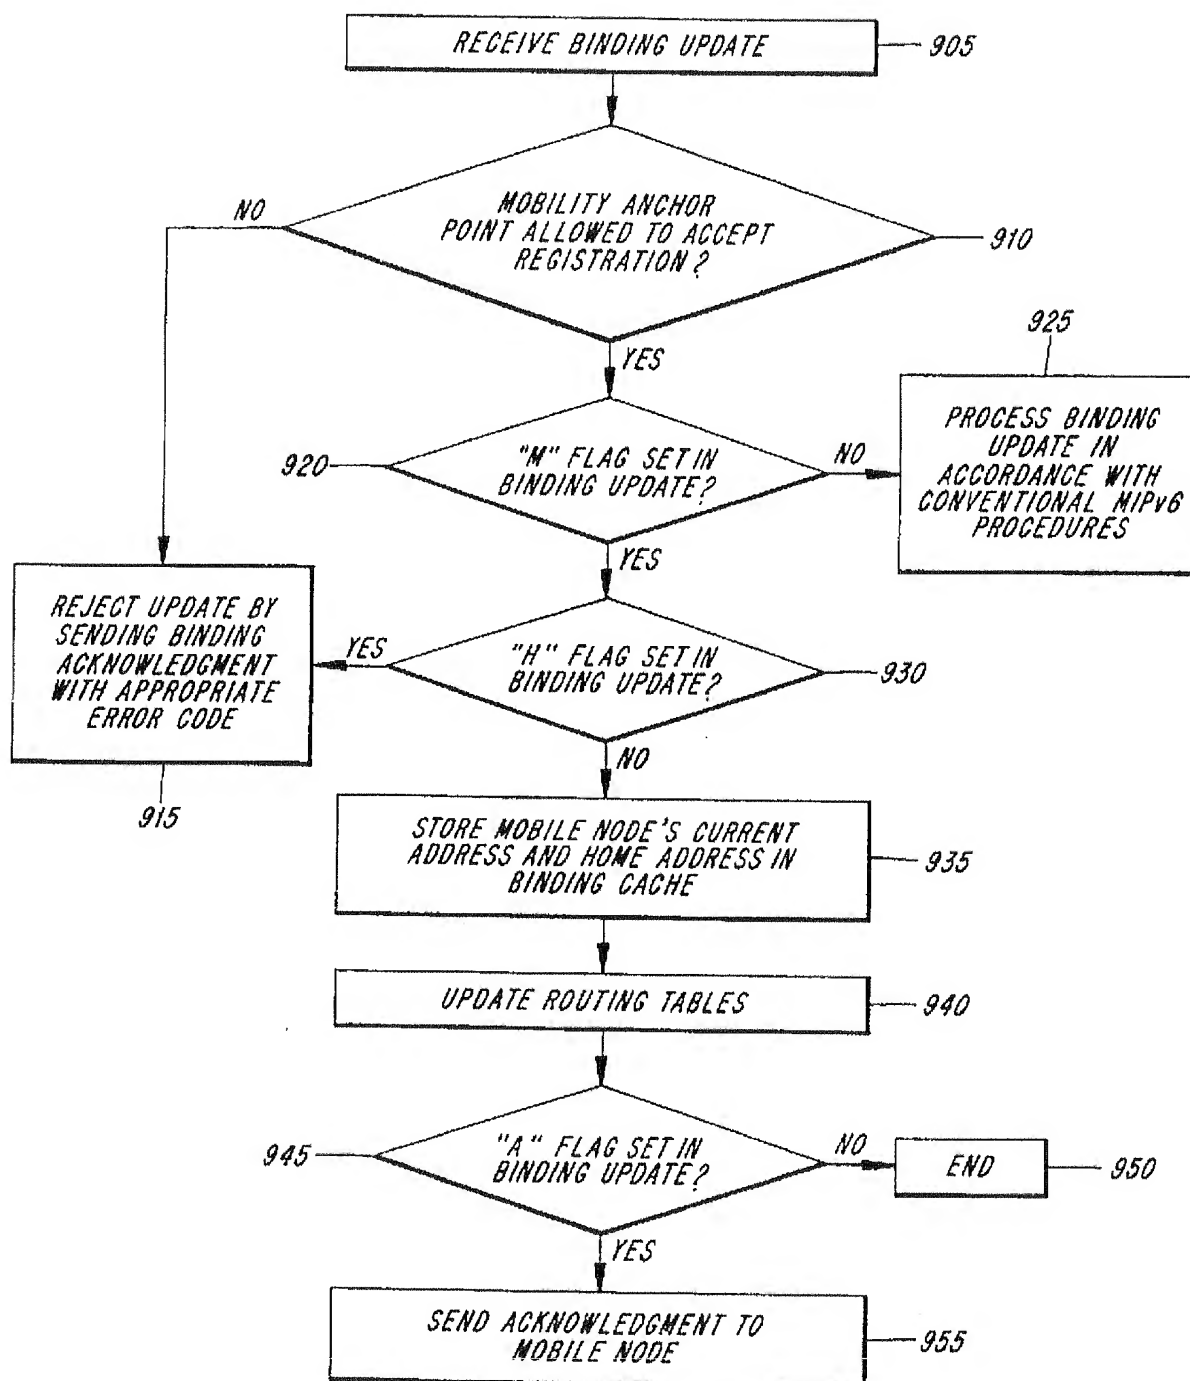 RECEIVE BINDING UPDATE
905
MOBILITY ANCHOR
POINT ALLOWED TO ACCEPT
REGISTRATION?
910
NO
YES
925
PROCESS BINDING
UPDATE IN
ACCORDANCE WITH
CONVENTIONAL MIPv6
PROCEDURES
920
"M" FLAG SET IN
BINDING UPDATE?
NO
YES
REJECT UPDATE BY
SENDING BINDING
ACKNOWLEDGMENT
WITH APPROPRIATE
ERROR CODE
915
YES
"H" FLAG SET IN
BINDING UPDATE?
930
NO
STORE MOBILE NODE'S CURRENT
ADDRESS AND HOME ADDRESS IN
BINDING CACHE
935
UPDATE ROUTING TABLES
940
945
"A" FLAG SET IN
BINDING UPDATE?
NO
END
950
YES
SEND ACKNOWLEDGMENT TO
MOBILE NODE
955